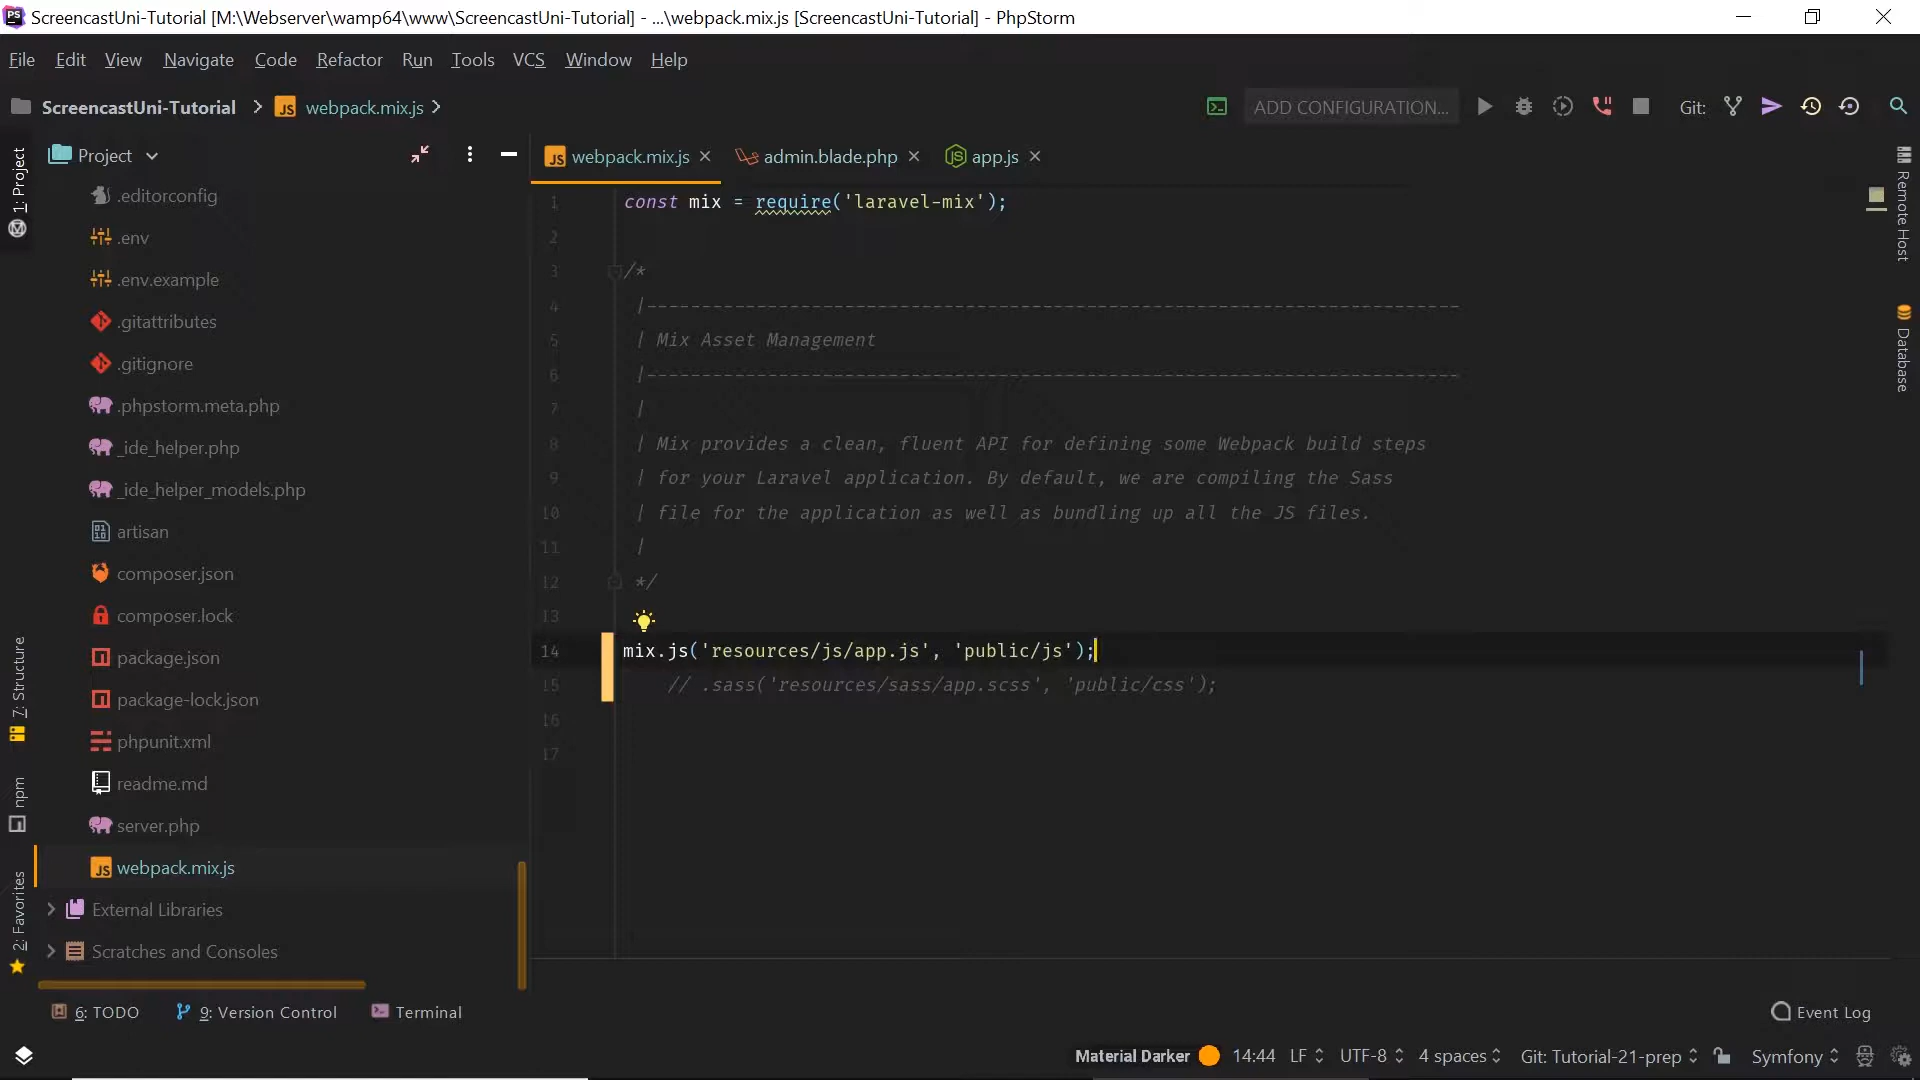 PS ScreencastUni-Tutorial [M:\Webserver\wamp64\www\ScreencastUni-Tutorial] - ...\webpack.mix.js [ScreencastUni-Tutorial] - PhpStorm
File Edit View Navigate Code Refactor Run Tools VCS Window Help
ScreencastUni-Tutorial JS webpack.mix.js ADD CONFIGURATION... Git:
1: Project
7: Structure
npm
2: Favorites
Project
.editorconfig
.env
.env.example
.gitattributes
.gitignore
.phpstorm.meta.php
_ide_helper.php
_ide_helper_models.php
artisan
composer.json
composer.lock
package.json
package-lock.json
phpunit.xml
readme.md
server.php
JS webpack.mix.js
External Libraries
Scratches and Consoles
JS webpack.mix.js admin.blade.php JS app.js
1 const mix = require('laravel-mix');
2
3 /*
4 |--------------------------------------------------------------------------
5 | Mix Asset Management
6 |--------------------------------------------------------------------------
7 |
8 | Mix provides a clean, fluent API for defining some Webpack build steps
9 | for your Laravel application. By default, we are compiling the Sass
10 | file for the application as well as bundling up all the JS files.
11 |
12 */
13
14 mix.js('resources/js/app.js', 'public/js');
15 // .sass('resources/sass/app.scss', 'public/css');
16
17
Remote Host
Database
6: TODO 9: Version Control Terminal Event Log
Material Darker 14:44 LF UTF-8 4 spaces Git: Tutorial-21-prep Symfony